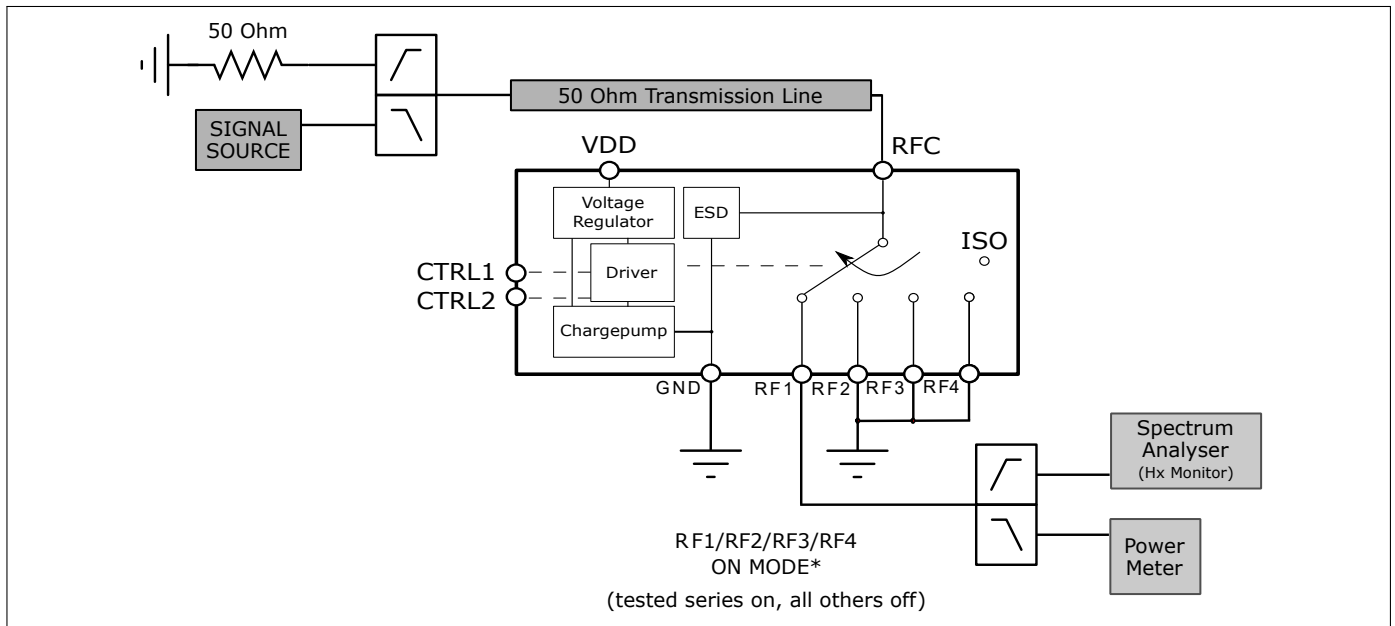 50 Ohm
50 Ohm Transmission Line
SIGNAL
SOURCE
VDD
RFC
Voltage
Regulator
ESD
ISO
CTRL1
CTRL2
Driver
Chargepump
GND
RF1
RF2
RF3
RF4
Spectrum
Analyser
(Hx Monitor)
RF1/RF2/RF3/RF4
ON MODE*
(tested series on, all others off)
Power
Meter